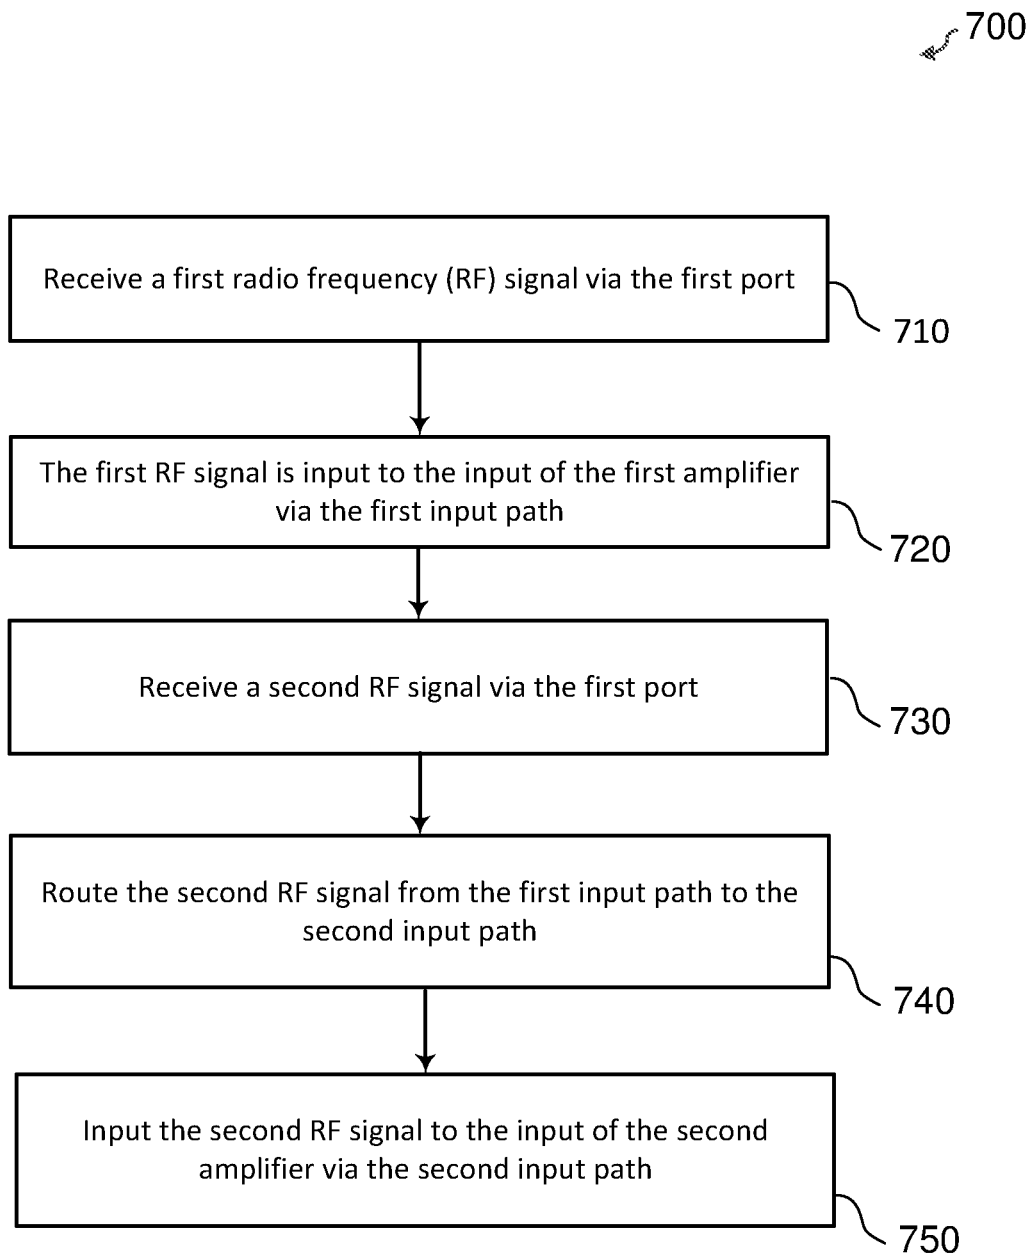 700
Receive a first radio frequency (RF) signal via the first port
710
The first RF signal is input to the input of the first amplifier
via the first input path
720
Receive a second RF signal via the first port
730
Route the second RF signal from the first input path to the
second input path
740
Input the second RF signal to the input of the second
amplifier via the second input path
750